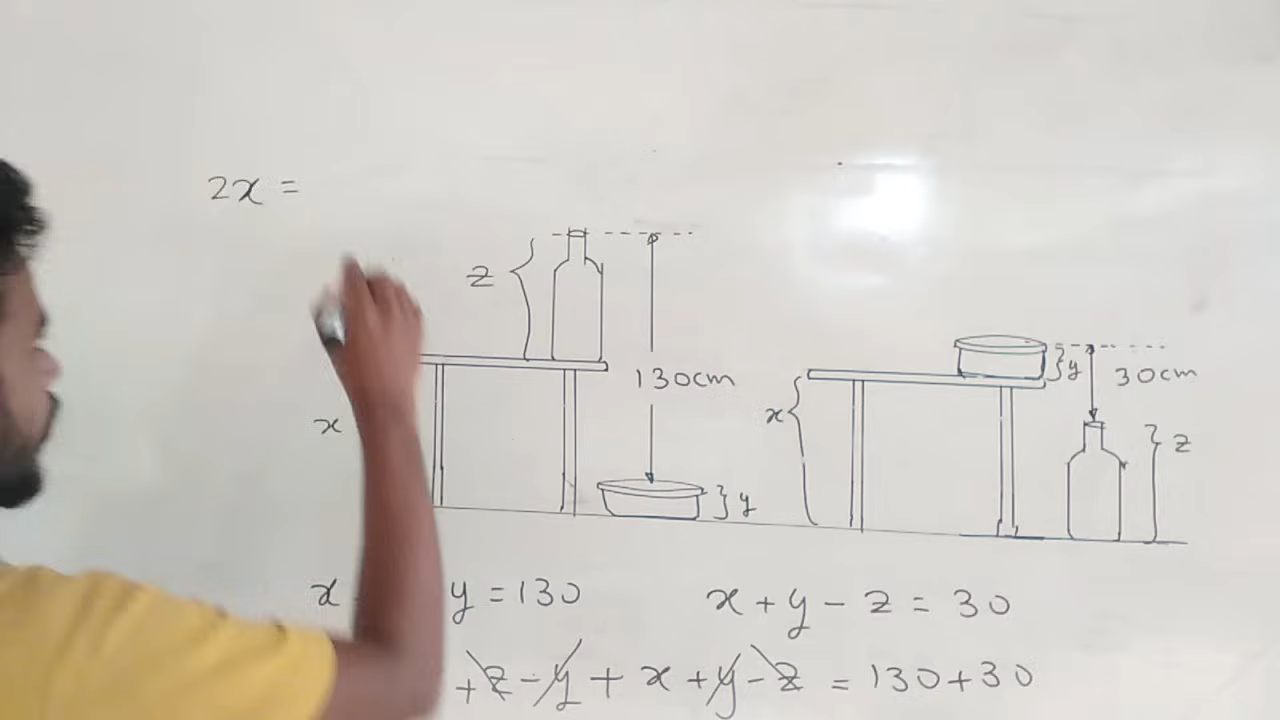 2x =
z
130cm
y
30cm
x
x
z
y
x y = 130
x + y - z = 30
+ z - y + x + y - z = 130 + 30